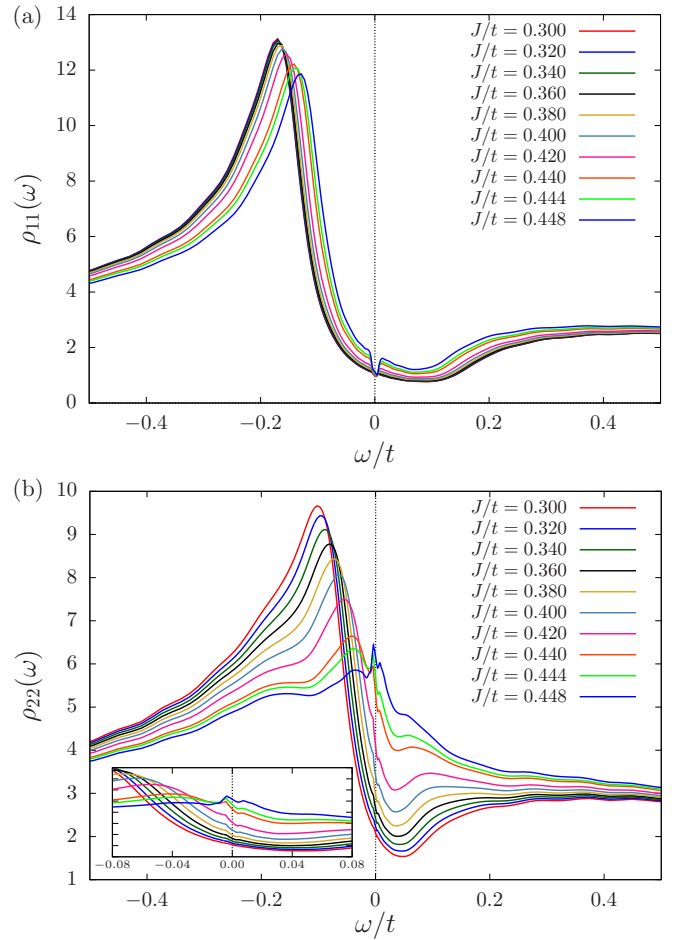 (a)
ρ₁₁(ω)
14
12
10
8
6
4
2
0
−0.4
−0.2
0
0.2
0.4
ω/t
J/t = 0.300
J/t = 0.320
J/t = 0.340
J/t = 0.360
J/t = 0.380
J/t = 0.400
J/t = 0.420
J/t = 0.440
J/t = 0.444
J/t = 0.448
(b)
ρ₂₂(ω)
10
9
8
7
6
5
4
3
2
1
J/t = 0.300
J/t = 0.320
J/t = 0.340
J/t = 0.360
J/t = 0.380
J/t = 0.400
J/t = 0.420
J/t = 0.440
J/t = 0.444
J/t = 0.448
−0.08
−0.04
0.00
0.04
0.08
−0.4
−0.2
0
0.2
0.4
ω/t